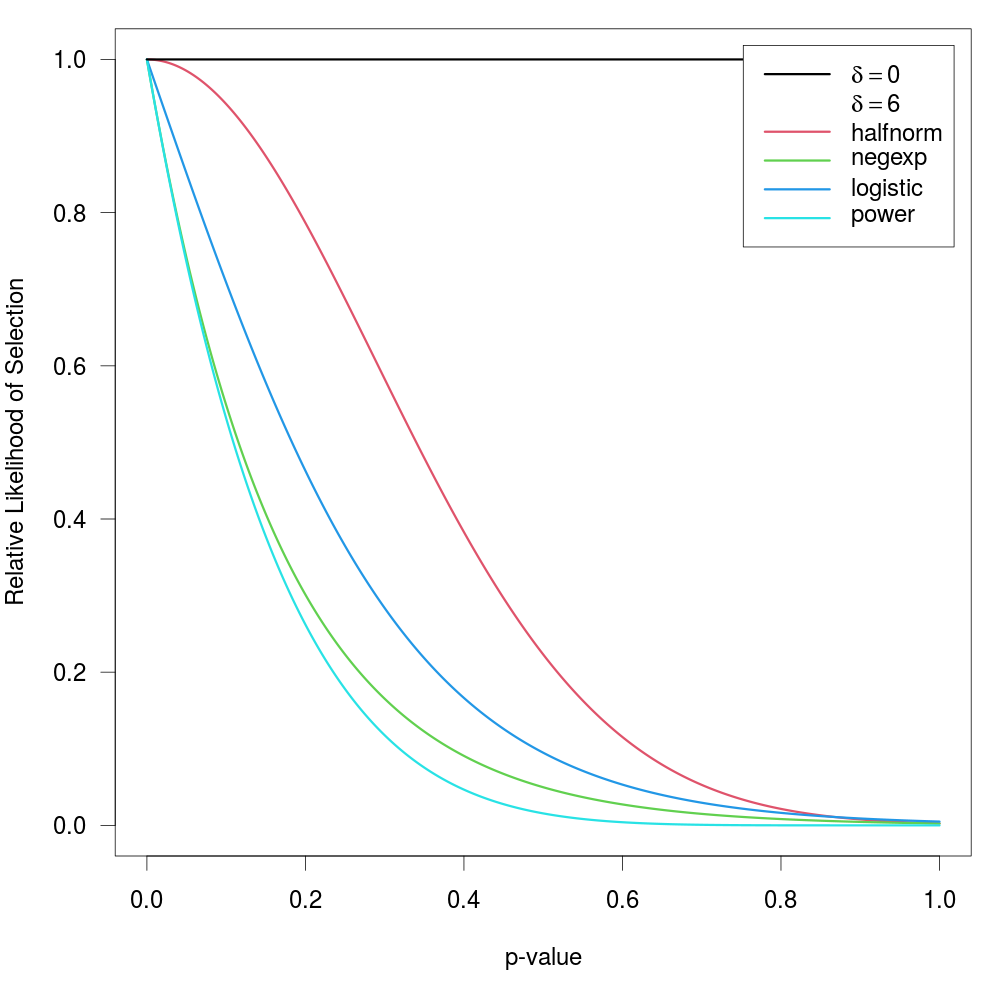 δ = 0
δ = 6
halfnorm
negexp
logistic
power
1.0
0.8
0.6
0.4
0.2
0.0
Relative Likelihood of Selection
0.0 0.2 0.4 0.6 0.8 1.0
p-value